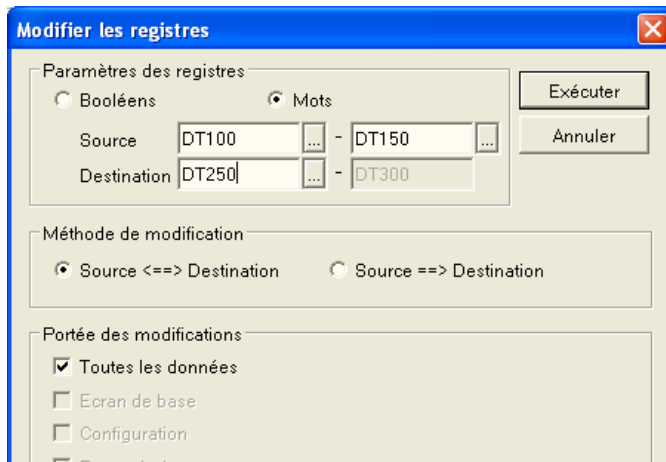 Modifier les registres
Paramètres des registres
Booléens Mots Exécuter
Source DT100 ... - DT150 ... Annuler
Destination DT250 ... - DT300
Méthode de modification
Source <==> Destination Source ==> Destination
Portée des modifications
Toutes les données
Ecran de base
Configuration